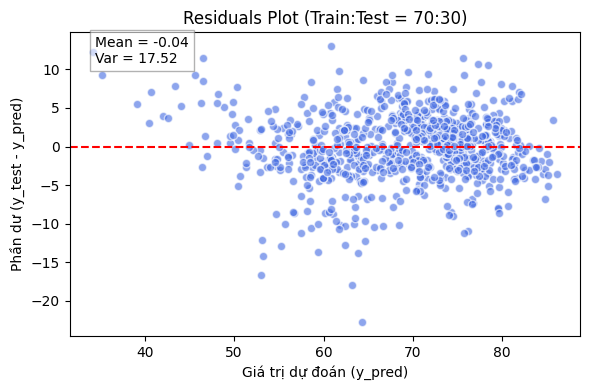 Residuals Plot (Train:Test = 70:30)
Mean = -0.04
Var = 17.52
10
5
0
−5
−10
−15
−20
Phần dư (y_test - y_pred)
40
50
60
70
80
Giá trị dự đoán (y_pred)